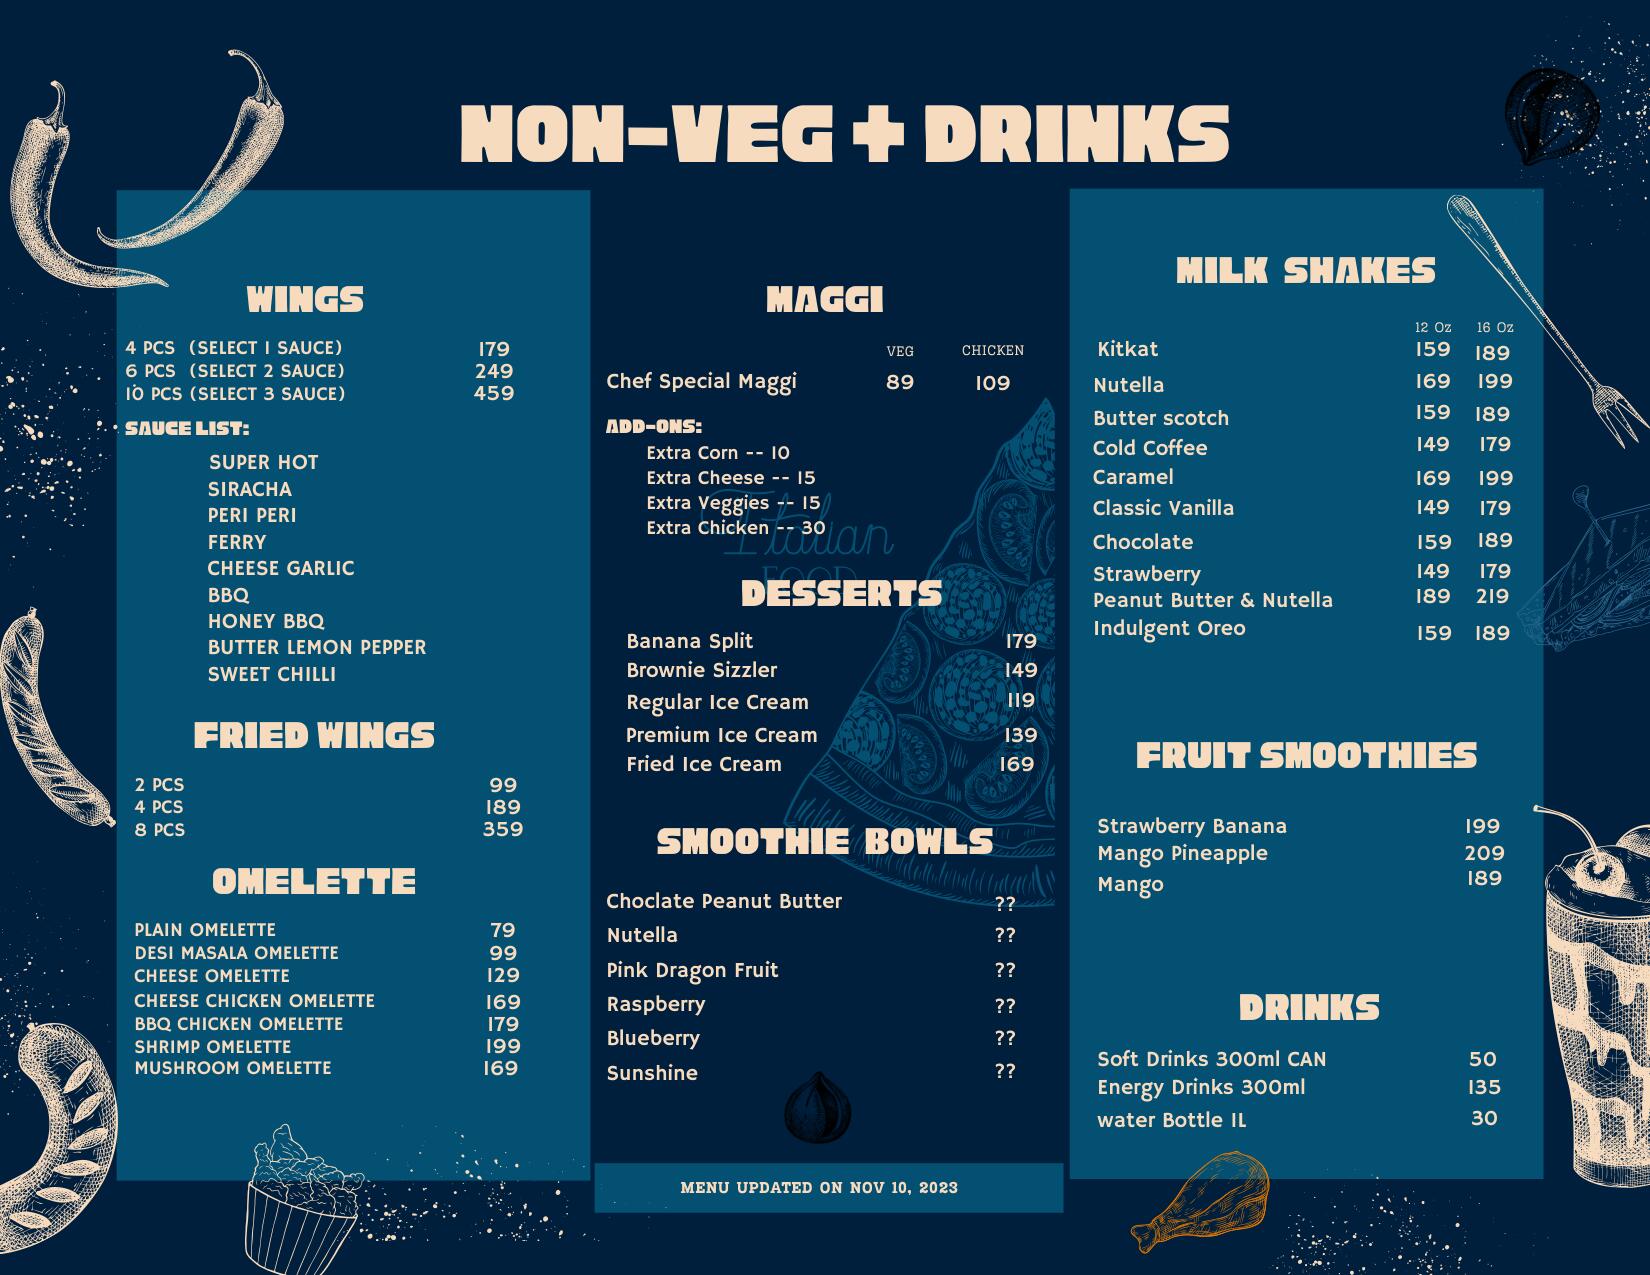 NON-VEG + DRINKS
WINGS
4 PCS (SELECT 1 SAUCE) 179
6 PCS (SELECT 2 SAUCE) 249
10 PCS (SELECT 3 SAUCE) 459
SAUCE LIST:
SUPER HOT
SIRACHA
PERI PERI
FERRY
CHEESE GARLIC
BBQ
HONEY BBQ
BUTTER LEMON PEPPER
SWEET CHILLI
FRIED WINGS
2 PCS 99
4 PCS 189
8 PCS 359
OMELETTE
PLAIN OMELETTE 79
DESI MASALA OMELETTE 99
CHEESE OMELETTE 129
CHEESE CHICKEN OMELETTE 169
BBQ CHICKEN OMELETTE 179
SHRIMP OMELETTE 199
MUSHROOM OMELETTE 169
MAGGI
VEG CHICKEN
Chef Special Maggi 89 109
ADD-ONS:
Extra Corn -- 10
Extra Cheese -- 15
Extra Veggies -- 15
Extra Chicken -- 30
Italian
FOOD
DESSERTS
Banana Split 179
Brownie Sizzler 149
Regular Ice Cream 119
Premium Ice Cream 139
Fried Ice Cream 169
SMOOTHIE BOWLS
Choclate Peanut Butter ??
Nutella ??
Pink Dragon Fruit ??
Raspberry ??
Blueberry ??
Sunshine ??
MENU UPDATED ON NOV 10, 2023
MILK SHAKES
12 Oz 16 Oz
Kitkat 159 189
Nutella 169 199
Butter scotch 159 189
Cold Coffee 149 179
Caramel 169 199
Classic Vanilla 149 179
Chocolate 159 189
Strawberry 149 179
Peanut Butter & Nutella 189 219
Indulgent Oreo 159 189
FRUIT SMOOTHIES
Strawberry Banana 199
Mango Pineapple 209
Mango 189
DRINKS
Soft Drinks 300ml CAN 50
Energy Drinks 300ml 135
water Bottle 1L 30